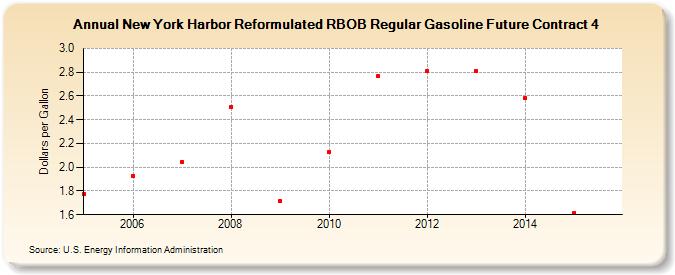 Annual New York Harbor Reformulated RBOB Regular Gasoline Future Contract 4
Dollars per Gallon
3.0
2.8
2.6
2.4
2.2
2.0
1.8
1.6
2006 2008 2010 2012 2014
Source: U.S. Energy Information Administration